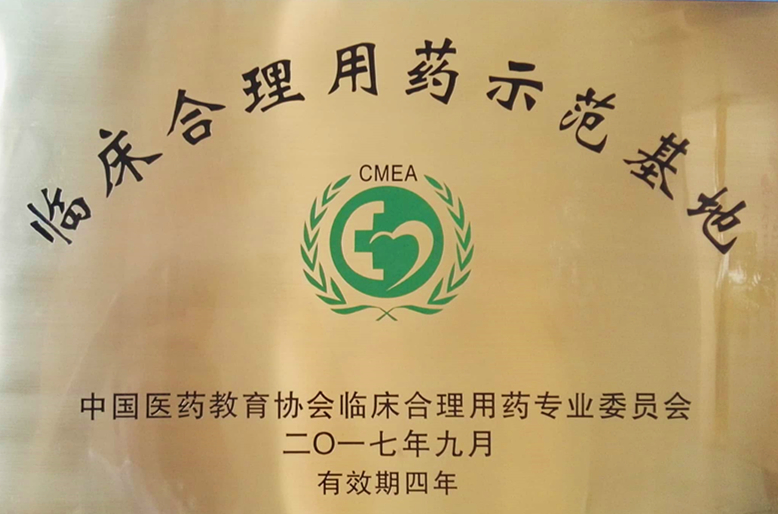 临床合理用药示范基地
CMEA
中国医药教育协会临床合理用药专业委员会
二〇一七年九月
有效期四年